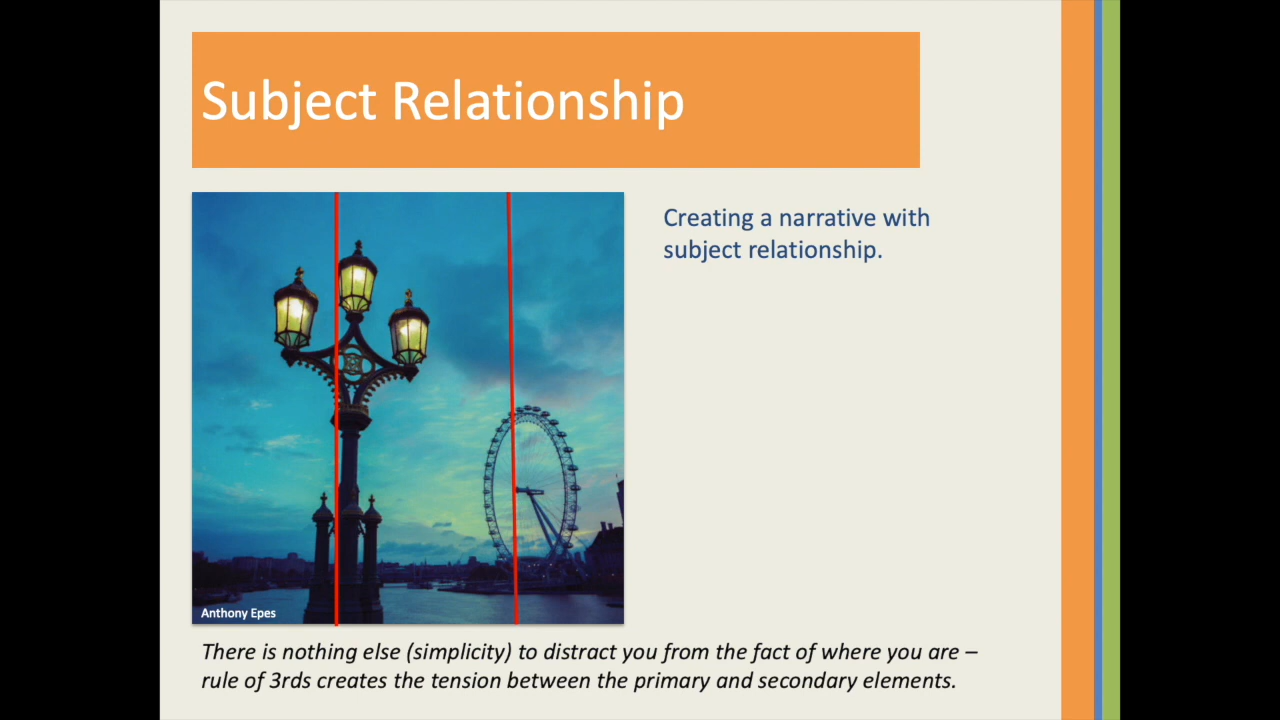 Subject Relationship
Creating a narrative with
subject relationship.
Anthony Epes
There is nothing else (simplicity) to distract you from the fact of where you are –
rule of 3rds creates the tension between the primary and secondary elements.